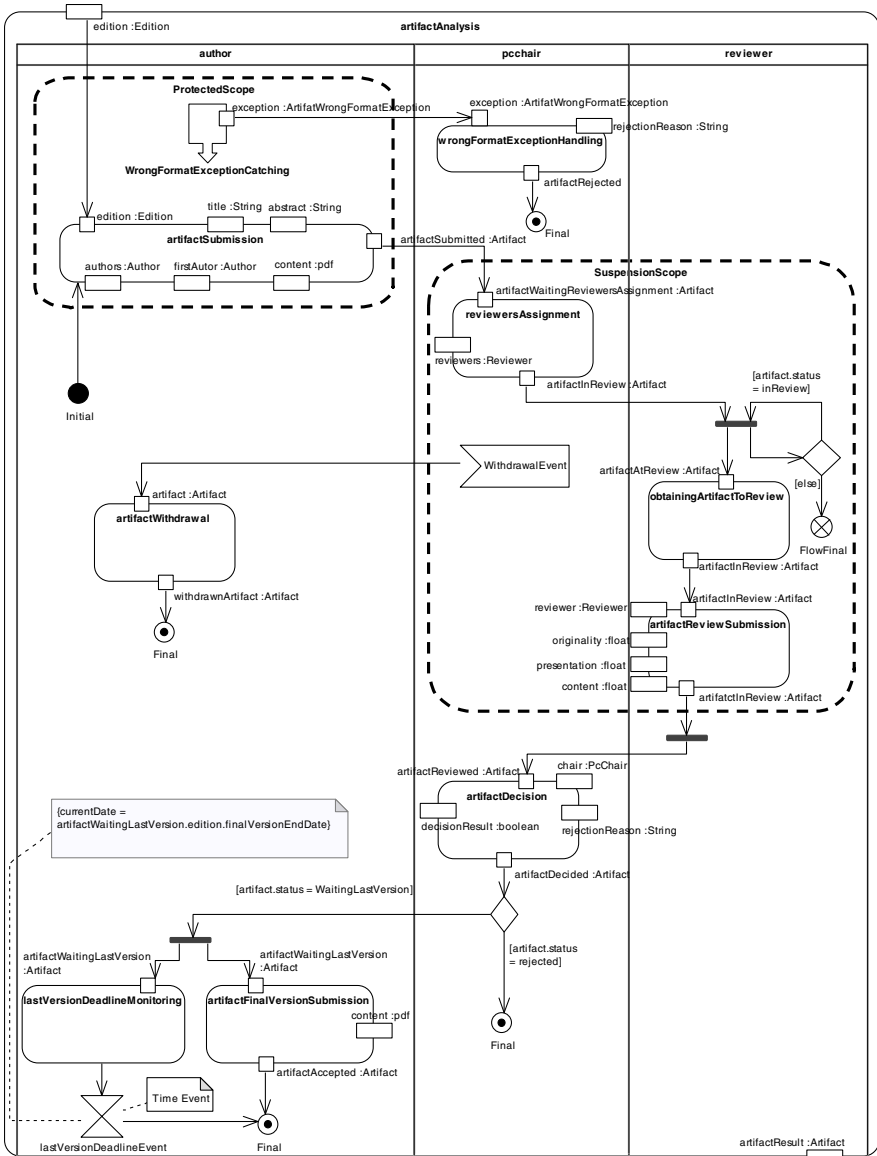 edition :Edition
artifactAnalysis
author
pcchair
reviewer
ProtectedScope
exception :ArtifatWrongFormatException
exception :ArtifatWrongFormatException
rejectionReason :String
wrongFormatExceptionHandling
WrongFormatExceptionCatching
artifactRejected
title :String
abstract :String
edition :Edition
Final
artifactSubmission
artifactSubmitted :Artifact
authors :Author
firstAutor :Author
content :pdf
SuspensionScope
artifactWaitingReviewersAssignment :Artifact
reviewersAssignment
reviewers :Reviewer
artifactInReview :Artifact
[artifact.status
= inReview]
Initial
WithdrawalEvent
artifactAtReview :Artifact
[else]
artifact :Artifact
obtainingArtifactToReview
artifactWithdrawal
FlowFinal
artifactInReview :Artifact
withdrawnArtifact :Artifact
artifactInReview :Artifact
reviewer :Reviewer
artifactReviewSubmission
originality :float
Final
presentation :float
content :float
artifatctInReview :Artifact
chair :PcChair
artifactReviewed :Artifact
artifactDecision
{currentDate =
artifactWaitingLastVersion.edition.finalVersionEndDate}
decisionResult :boolean
rejectionReason :String
artifactDecided :Artifact
[artifact.status = WaitingLastVersion]
[artifact.status
= rejected]
artifactWaitingLastVersion
:Artifact
artifactWaitingLastVersion
:Artifact
lastVersionDeadlineMonitoring
artifactFinalVersionSubmission
content :pdf
Final
artifactAccepted :Artifact
Time Event
lastVersionDeadlineEvent
Final
artifactResult :Artifact